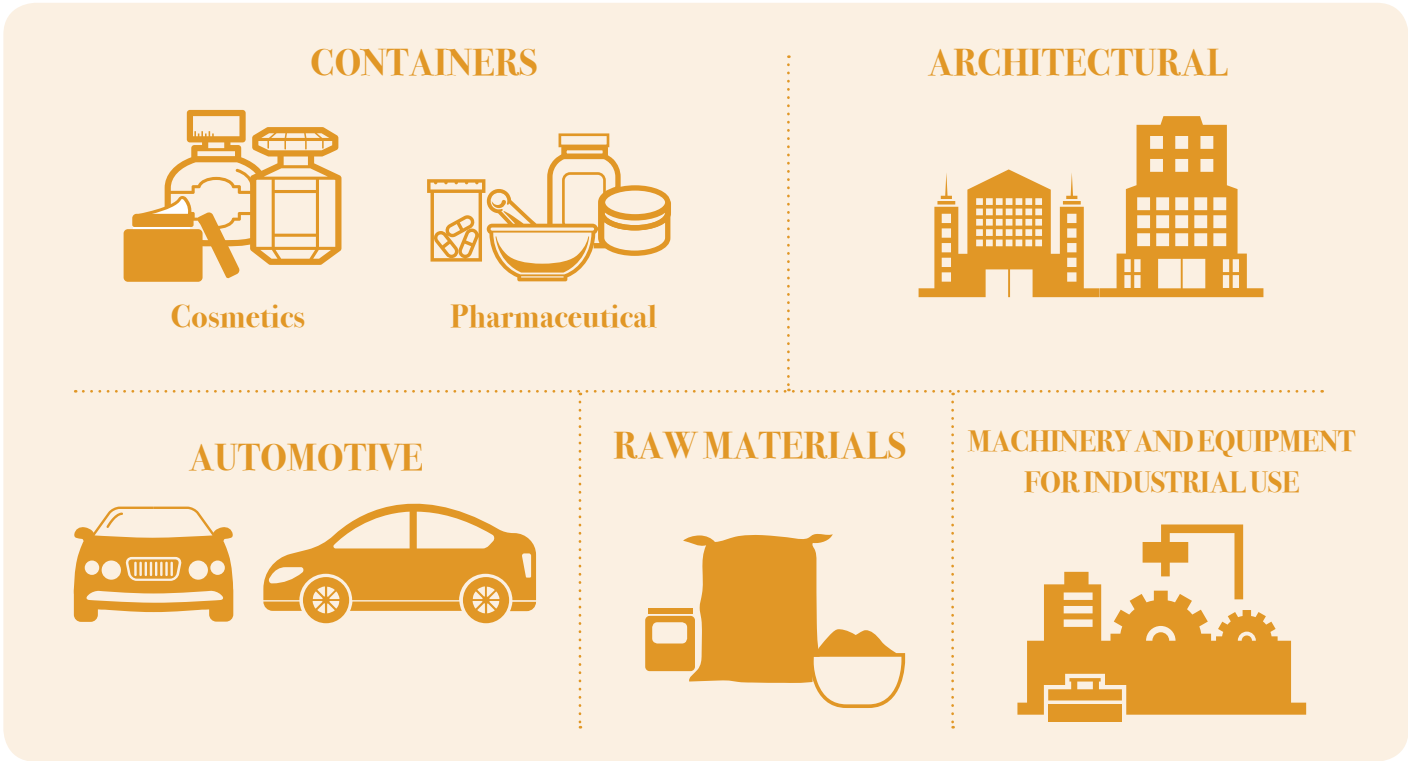 CONTAINERS
ARCHITECTURAL
Cosmetics
Pharmaceutical
AUTOMOTIVE
RAW MATERIALS
MACHINERY AND EQUIPMENT
FOR INDUSTRIAL USE